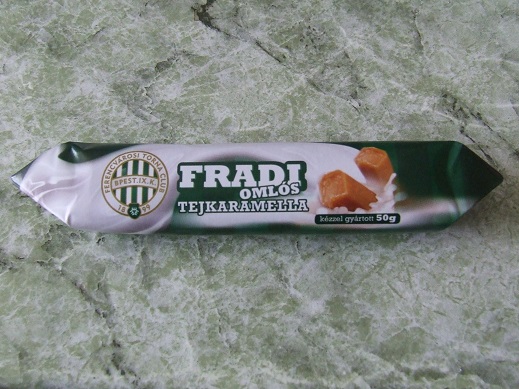 FERENCVÁROSI TORNA CLUB
BPEST.IX.K.
18 99
FRADI
OMLÓS
TEJKARAMELLA
kézzel gyártott 50g